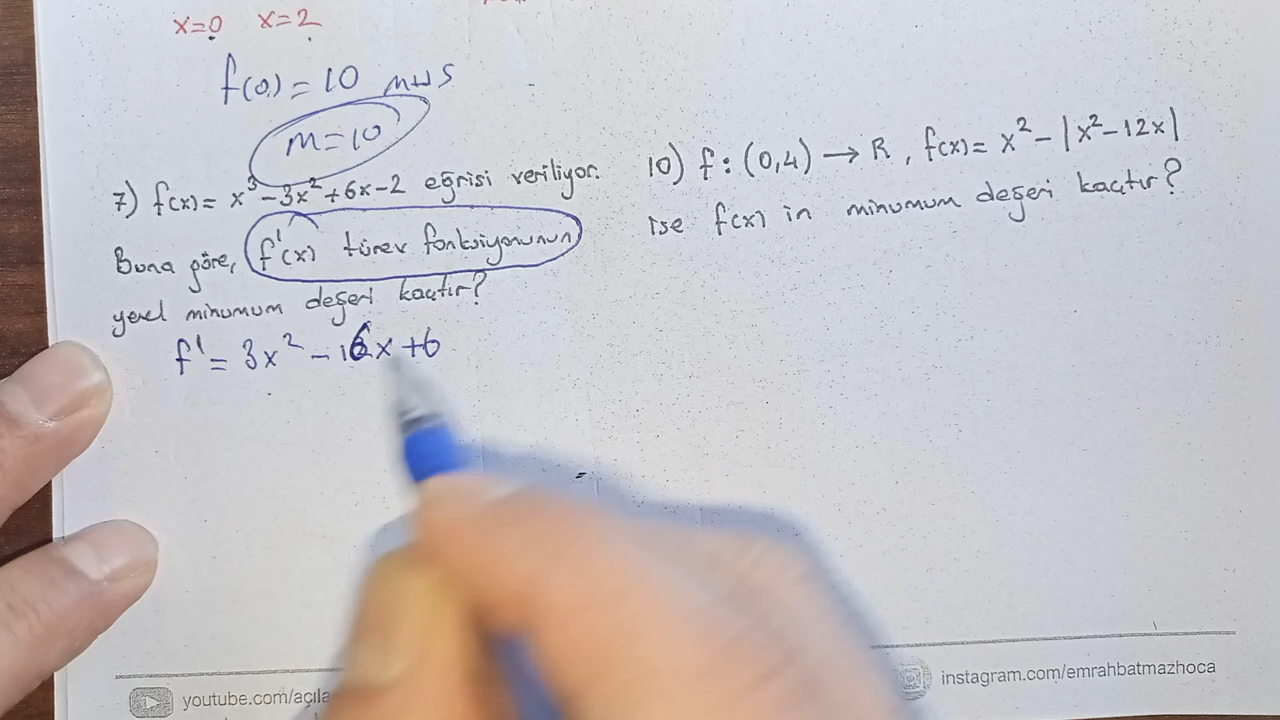 x=0 x=2
f(0)=10 max
m=10
7) f(x)= x³-3x²+6x-2 eğrisi veriliyor.
Buna göre, f'(x) türev fonksiyonunun
yerel minumum değeri kaçtır?
f'= 3x² - 6x +6
10) f: (0,4) → R, f(x)= x² - |x²-12x|
ise f(x) in minumum değeri kaçtır?
youtube.com/açıla
instagram.com/emrahbatmazhoca